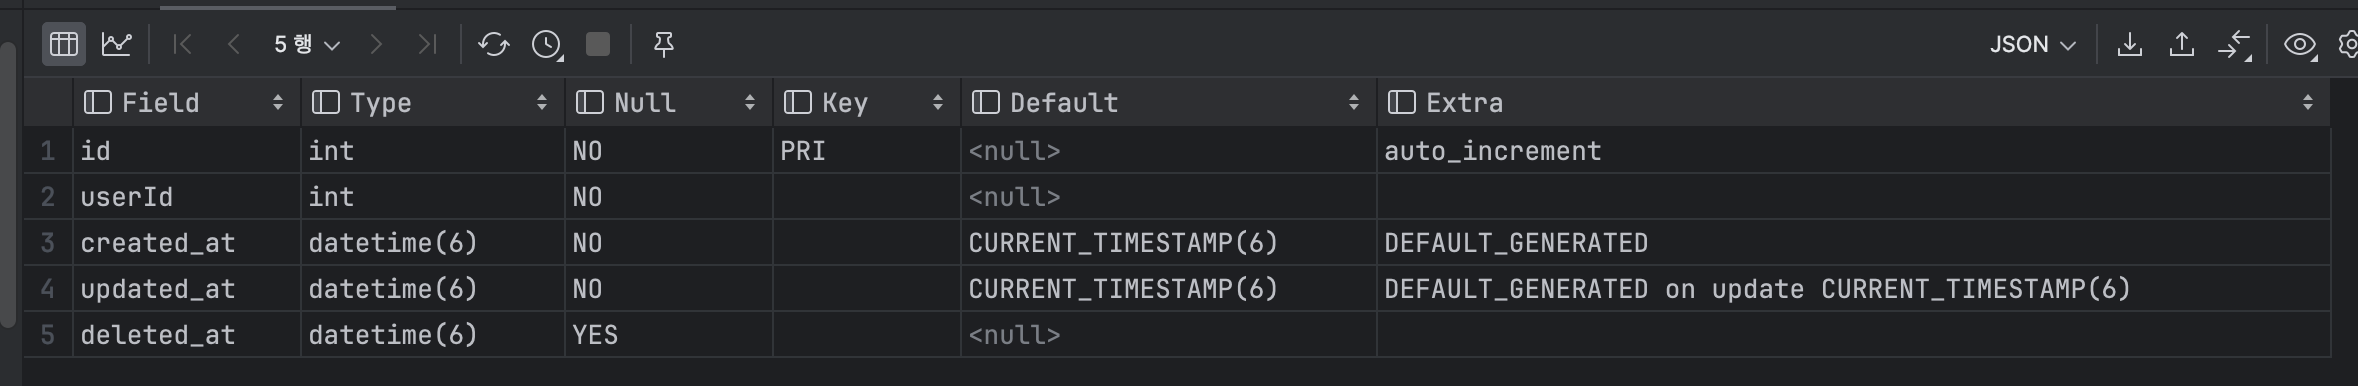 5 행 JSON
Field Type Null Key Default Extra
1 id int NO PRI <null> auto_increment
2 userId int NO <null>
3 created_at datetime(6) NO CURRENT_TIMESTAMP(6) DEFAULT_GENERATED
4 updated_at datetime(6) NO CURRENT_TIMESTAMP(6) DEFAULT_GENERATED on update CURRENT_TIMESTAMP(6)
5 deleted_at datetime(6) YES <null>